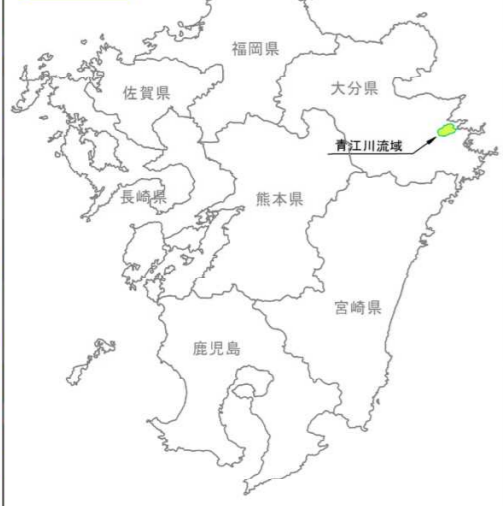 福岡県
大分県
佐賀県
青江川流域
長崎県
熊本県
宮崎県
鹿児島